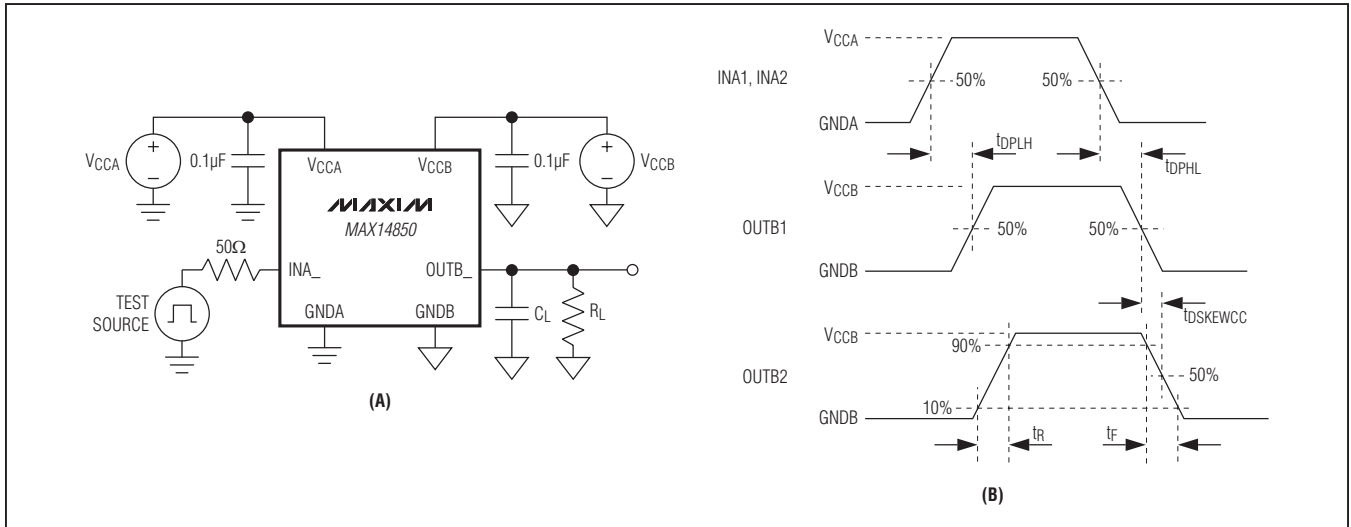 VCCA
0.1µF
VCCA
VCCB
0.1µF
VCCB
MAXIM
MAX14850
50Ω
INA_
OUTB_
TEST
SOURCE
GNDA
GNDB
CL
RL
(A)
INA1, INA2
VCCA
50%
50%
GNDA
tDPLH
tDPHL
OUTB1
VCCB
50%
50%
GNDB
tDSKEWCC
OUTB2
VCCB
90%
50%
10%
GNDB
tR
tF
(B)